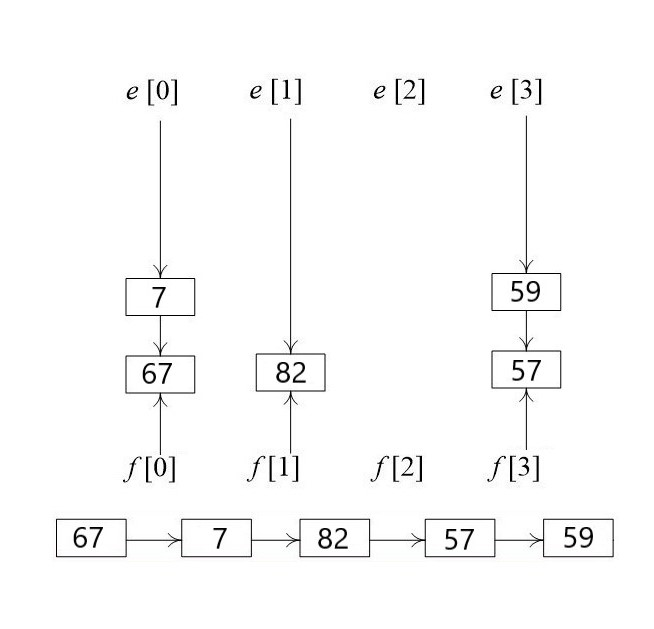 e [0] e [1] e [2] e [3]
7 59
67 82 57
f [0] f [1] f [2] f [3]
67 7 82 57 59